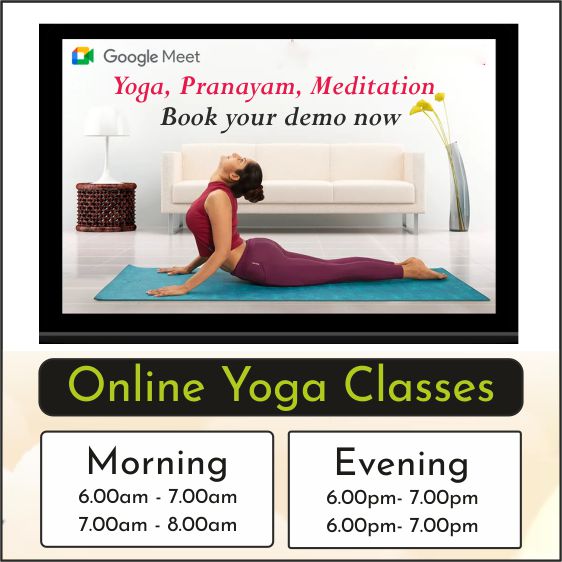 Google Meet
Yoga, Pranayam, Meditation
Book your demo now
Online Yoga Classes
Morning
6.00am - 7.00am
7.00am - 8.00am
Evening
6.00pm- 7.00pm
6.00pm- 7.00pm